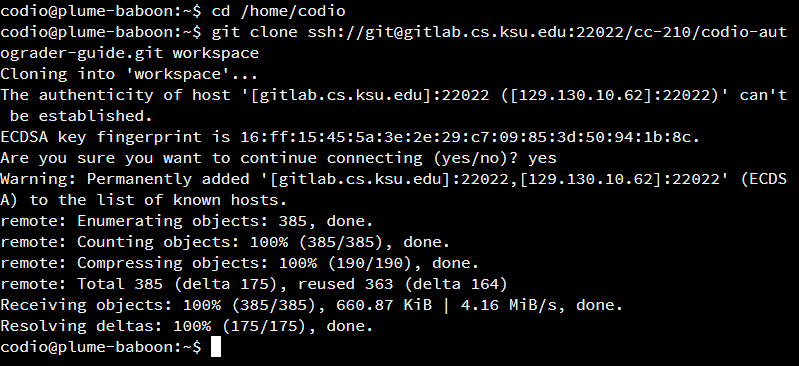 codio@plume-baboon:~$ cd /home/codio
codio@plume-baboon:~$ git clone ssh://git@gitlab.cs.ksu.edu:22022/cc-210/codio-aut
ograder-guide.git workspace
Cloning into 'workspace'...
The authenticity of host '[gitlab.cs.ksu.edu]:22022 ([129.130.10.62]:22022)' can't
 be established.
ECDSA key fingerprint is 16:ff:15:45:5a:3e:2e:29:c7:09:85:3d:50:94:1b:8c.
Are you sure you want to continue connecting (yes/no)? yes
Warning: Permanently added '[gitlab.cs.ksu.edu]:22022,[129.130.10.62]:22022' (ECDS
A) to the list of known hosts.
remote: Enumerating objects: 385, done.
remote: Counting objects: 100% (385/385), done.
remote: Compressing objects: 100% (190/190), done.
remote: Total 385 (delta 175), reused 363 (delta 164)
Receiving objects: 100% (385/385), 660.87 KiB | 4.16 MiB/s, done.
Resolving deltas: 100% (175/175), done.
codio@plume-baboon:~$